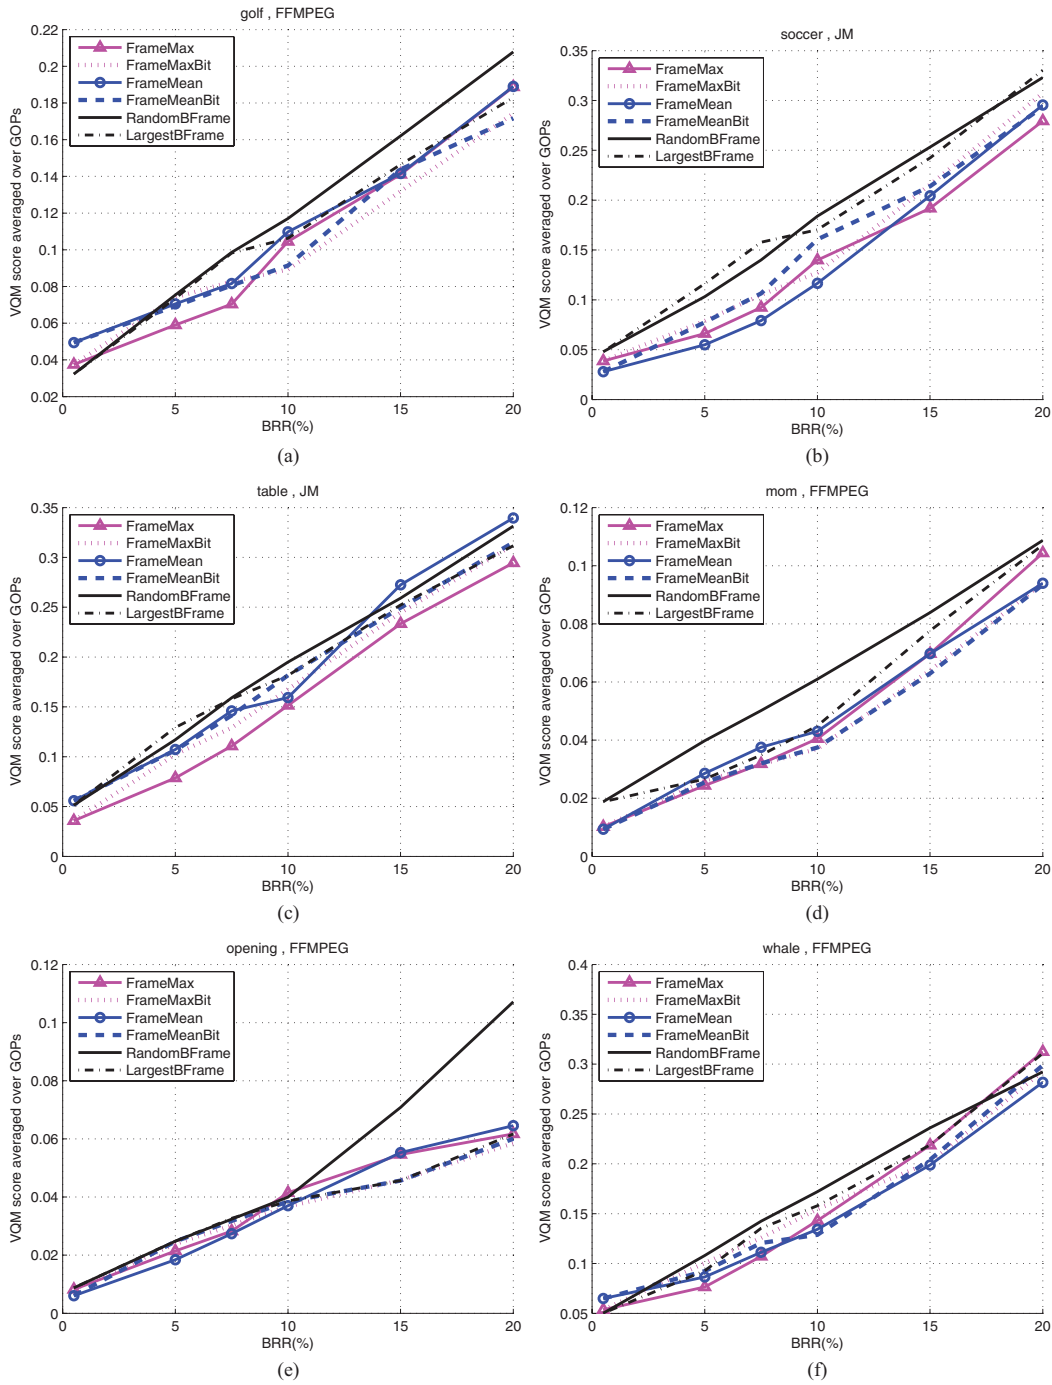 golf , FFMPEG
VQM score averaged over GOPs
0.22
0.2
0.18
0.16
0.14
0.12
0.1
0.08
0.06
0.04
0.02
FrameMax
FrameMaxBit
FrameMean
FrameMeanBit
RandomBFrame
LargestBFrame
0 5 10 15 20
BRR(%)
(a)
soccer , JM
VQM score averaged over GOPs
0.35
0.3
0.25
0.2
0.15
0.1
0.05
0
FrameMax
FrameMaxBit
FrameMean
FrameMeanBit
RandomBFrame
LargestBFrame
0 5 10 15 20
BRR(%)
(b)
table , JM
VQM score averaged over GOPs
0.35
0.3
0.25
0.2
0.15
0.1
0.05
0
FrameMax
FrameMaxBit
FrameMean
FrameMeanBit
RandomBFrame
LargestBFrame
0 5 10 15 20
BRR(%)
(c)
mom , FFMPEG
VQM score averaged over GOPs
0.12
0.1
0.08
0.06
0.04
0.02
0
FrameMax
FrameMaxBit
FrameMean
FrameMeanBit
RandomBFrame
LargestBFrame
0 5 10 15 20
BRR(%)
(d)
opening , FFMPEG
VQM score averaged over GOPs
0.12
0.1
0.08
0.06
0.04
0.02
0
FrameMax
FrameMaxBit
FrameMean
FrameMeanBit
RandomBFrame
LargestBFrame
0 5 10 15 20
BRR(%)
(e)
whale , FFMPEG
VQM score averaged over GOPs
0.4
0.35
0.3
0.25
0.2
0.15
0.1
0.05
FrameMax
FrameMaxBit
FrameMean
FrameMeanBit
RandomBFrame
LargestBFrame
0 5 10 15 20
BRR(%)
(f)